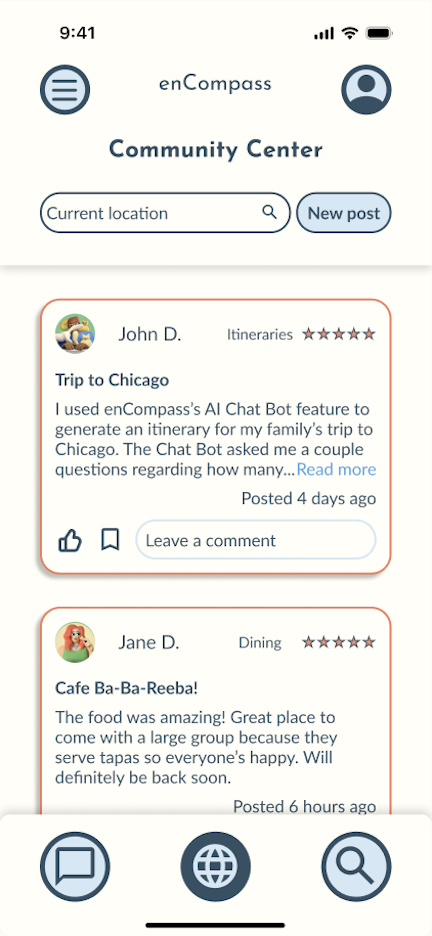 9:41
enCompass
Community Center
Current location
New post
John D.
Itineraries
Trip to Chicago
I used enCompass’s AI Chat Bot feature to
generate an itinerary for my family’s trip to
Chicago. The Chat Bot asked me a couple
questions regarding how many...Read more
Posted 4 days ago
Leave a comment
Jane D.
Dining
Cafe Ba-Ba-Reeba!
The food was amazing! Great place to
come with a large group because they
serve tapas so everyone’s happy. Will
definitely be back soon.
Posted 6 hours ago